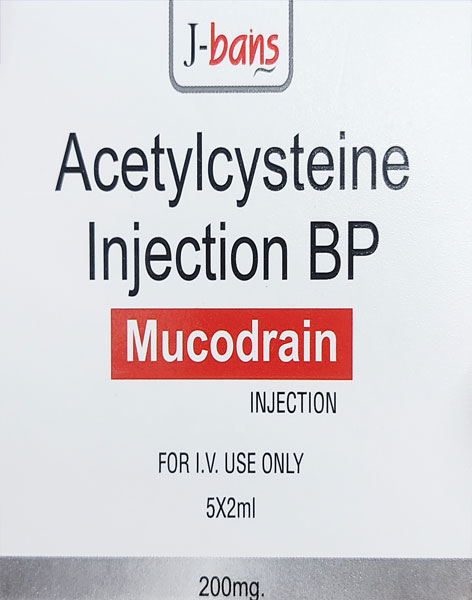 J-bans
Acetylcysteine
Injection BP
Mucodrain
INJECTION
FOR I.V. USE ONLY
5X2ml
200mg.